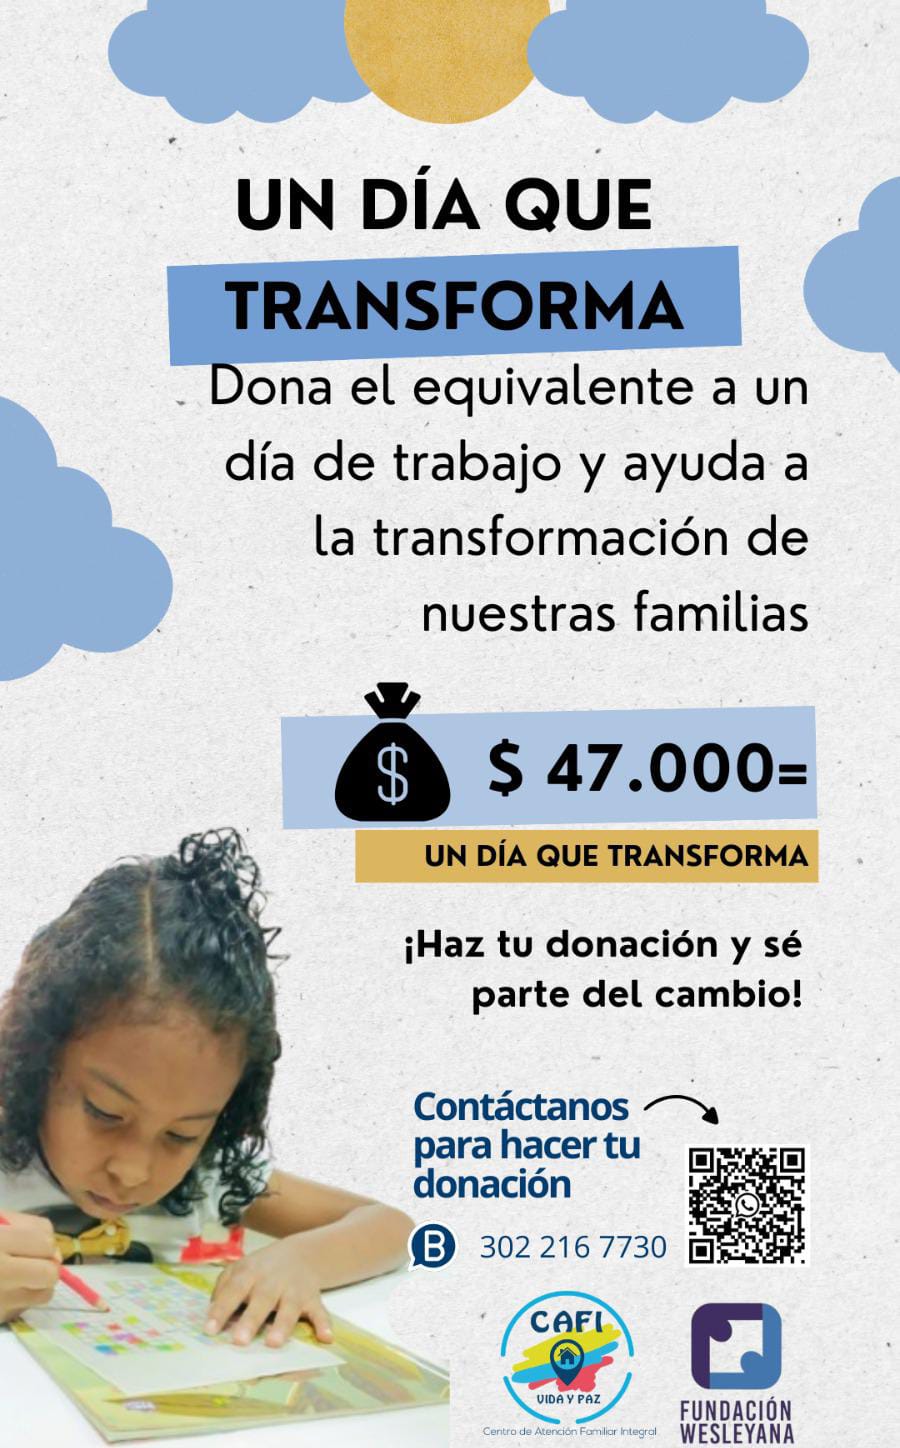 UN DÍA QUE
TRANSFORMA
Dona el equivalente a un
día de trabajo y ayuda a
la transformación de
nuestras familias
$
$ 47.000=
UN DÍA QUE TRANSFORMA
¡Haz tu donación y sé
parte del cambio!
Contáctanos
para hacer tu
donación
B 302 216 7730
CAFI
VIDA Y PAZ
Centro de Atención Familiar Integral
FUNDACIÓN
WESLEYANA